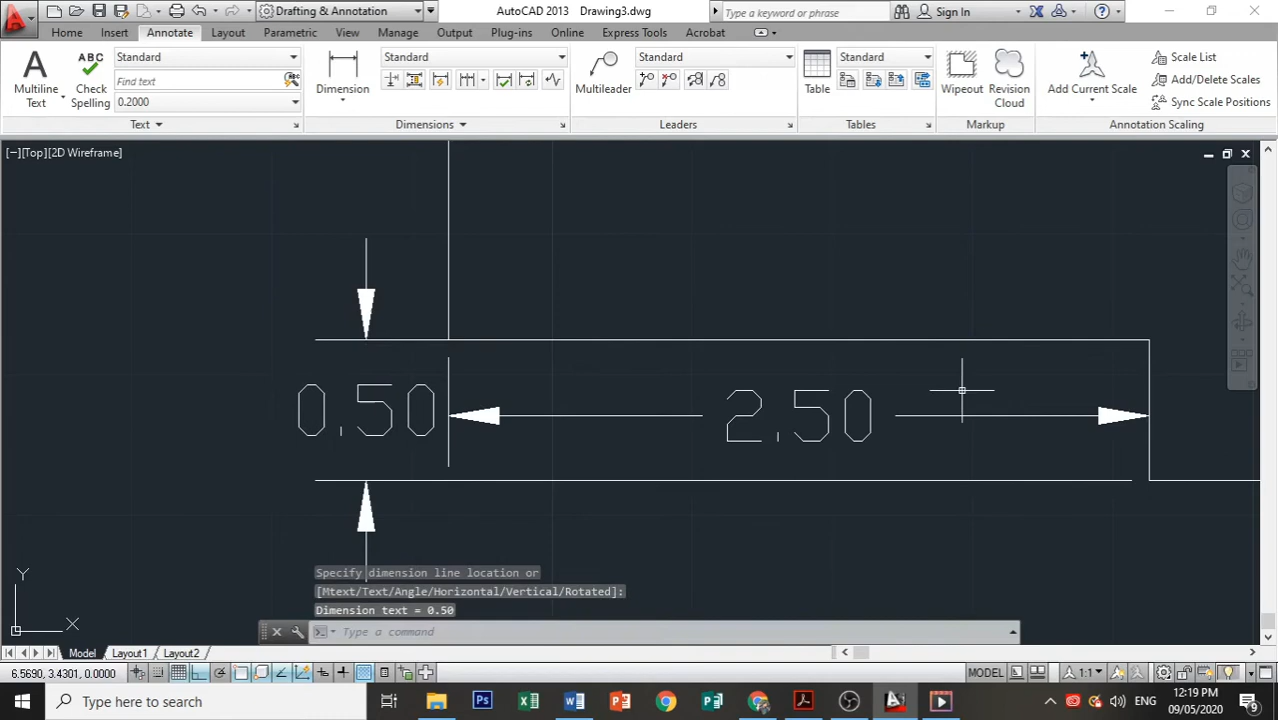 AutoCAD 2013 Drawing3.dwg
Drafting & Annotation
Type a keyword or phrase
Sign In
Home Insert Annotate Layout Parametric View Manage Output Plug-ins Online Express Tools Acrobat
Multiline
Text
ABC
Check
Spelling
Standard
Find text
0.2000
Text
Dimension
Standard
Dimensions
Multileader
Standard
Leaders
Table
Standard
Tables
Wipeout
Revision
Cloud
Markup
Add Current Scale
Scale List
Add/Delete Scales
Sync Scale Positions
Annotation Scaling
[−][Top][2D Wireframe]
0.50
2.50
Y
X
Specify dimension line location or
[Mtext/Text/Angle/Horizontal/Vertical/Rotated]:
Dimension text = 0.50
Type a command
Model Layout1 Layout2
6.5690, 3.4301, 0.0000
MODEL
1:1
Type here to search
ENG
12:19 PM
09/05/2020
9